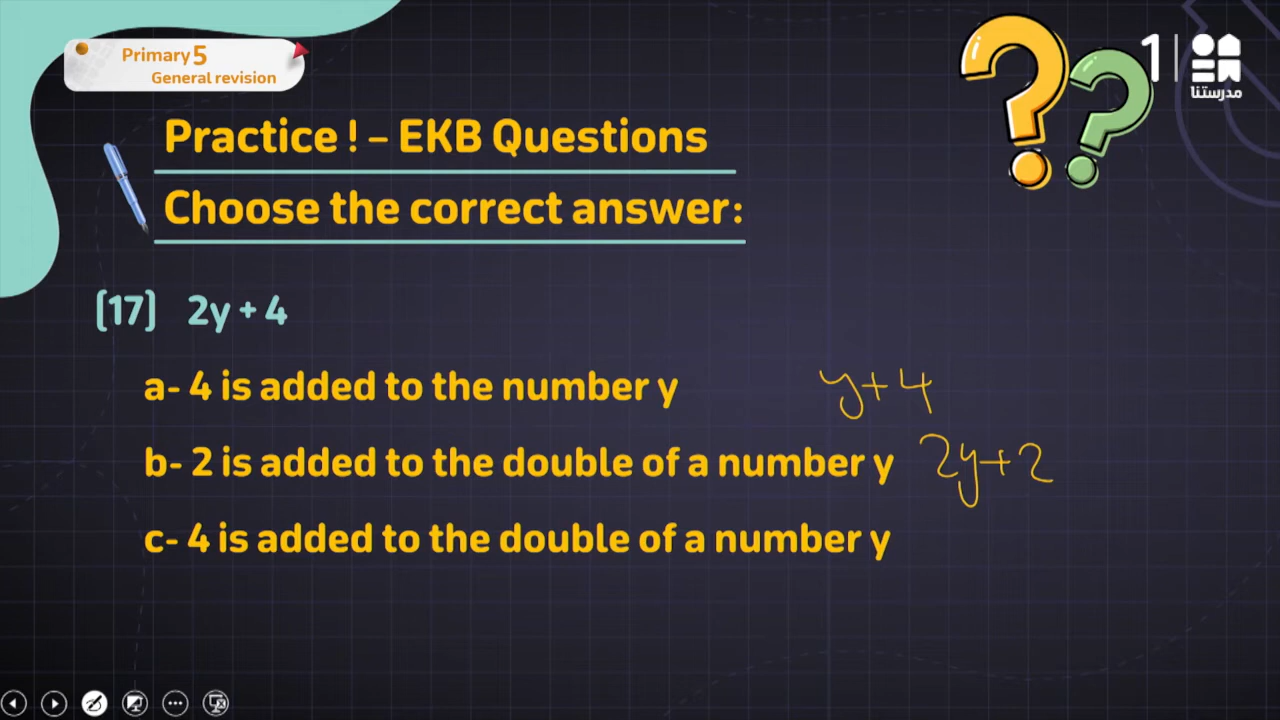 Primary 5
General revision
1
مدرستنا
Practice ! – EKB Questions
Choose the correct answer:
(17) 2y + 4
a- 4 is added to the number y y+4
b- 2 is added to the double of a number y 2y+2
c- 4 is added to the double of a number y